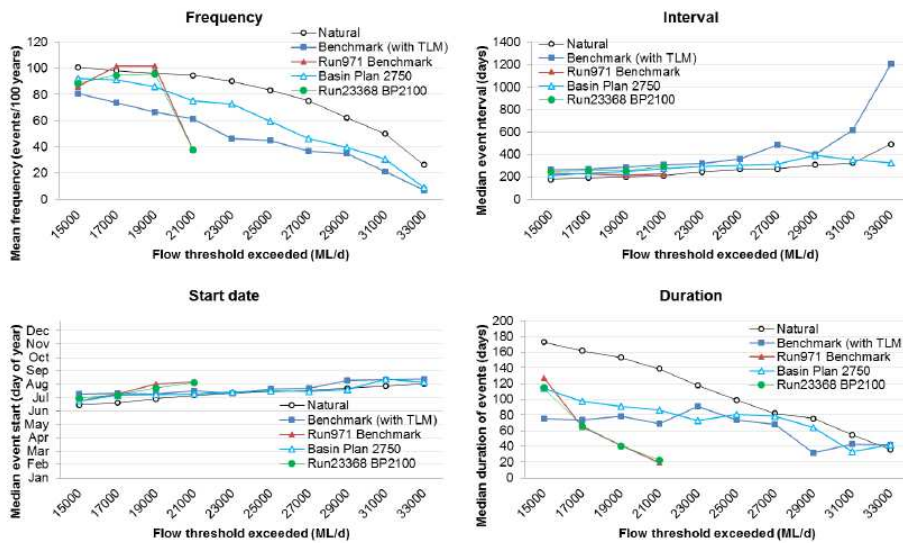 Frequency
Mean frequency (events/100 years)
120
100
80
60
40
20
0
Natural
Benchmark (with TLM)
Run971 Benchmark
Basin Plan 2750
Run23368 BP2100
15000
17000
19000
21000
23000
25000
27000
29000
31000
33000
Flow threshold exceeded (ML/d)
Interval
Median event nterval (days)
1400
1200
1000
800
600
400
200
0
Natural
Benchmark (with TLM)
Run971 Benchmark
Basin Plan 2750
Run23368 BP2100
15000
17000
19000
21000
23000
25000
27000
29000
31000
33000
Flow threshold exceeded (ML/d)
Start date
Median event start (day of year)
Dec
Nov
Oct
Sep
Aug
Jul
Jun
May
Apr
Mar
Feb
Jan
Natural
Benchmark (with TLM)
Run971 Benchmark
Basin Plan 2750
Run23368 BP2100
15000
17000
19000
21000
23000
25000
27000
29000
31000
33000
Flow threshold exceeded (ML/d)
Duration
Median duration of events (days)
200
180
160
140
120
100
80
60
40
20
0
Natural
Benchmark (with TLM
Run971 Benchmark
Basin Plan 2750
Run23368 BP2100
15000
17000
19000
21000
23000
25000
27000
29000
31000
33000
Flow threshold exceeded (ML/d)